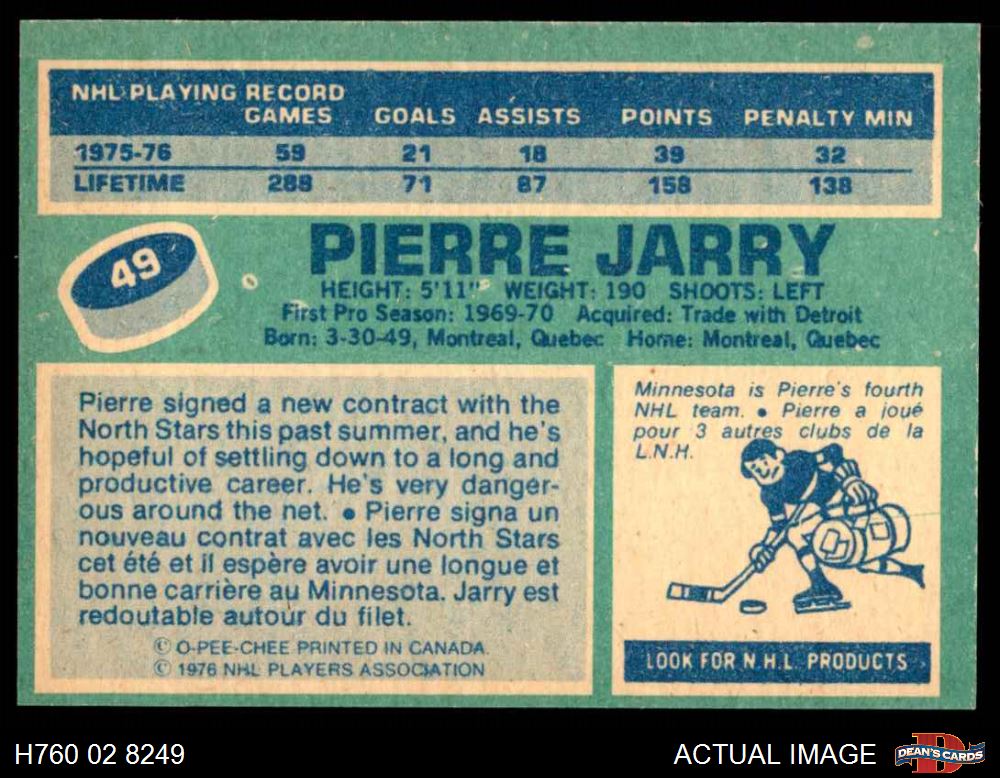 NHL PLAYING RECORD
GAMES GOALS ASSISTS POINTS PENALTY MIN
1975-76 59 21 18 39 32
LIFETIME 288 71 87 158 138
49
PIERRE JARRY
HEIGHT: 5'11" WEIGHT: 190 SHOOTS: LEFT
First Pro Season: 1969-70 Acquired: Trade with Detroit
Born: 3-30-49, Montreal, Quebec Home: Montreal, Quebec
Pierre signed a new contract with the
North Stars this past summer, and he's
hopeful of settling down to a long and
productive career. He's very danger-
ous around the net. ● Pierre signa un
nouveau contrat avec les North Stars
cet été et il espère avoir une longue et
bonne carrière au Minnesota. Jarry est
redoutable autour du filet.
© O-PEE-CHEE PRINTED IN CANADA
© 1976 NHL PLAYERS ASSOCIATION
Minnesota is Pierre's fourth
NHL team. ● Pierre a joué
pour 3 autres clubs de la
L.N.H.
LOOK FOR N.H.L. PRODUCTS
H760 02 8249
ACTUAL IMAGE
DEAN'S CARDS